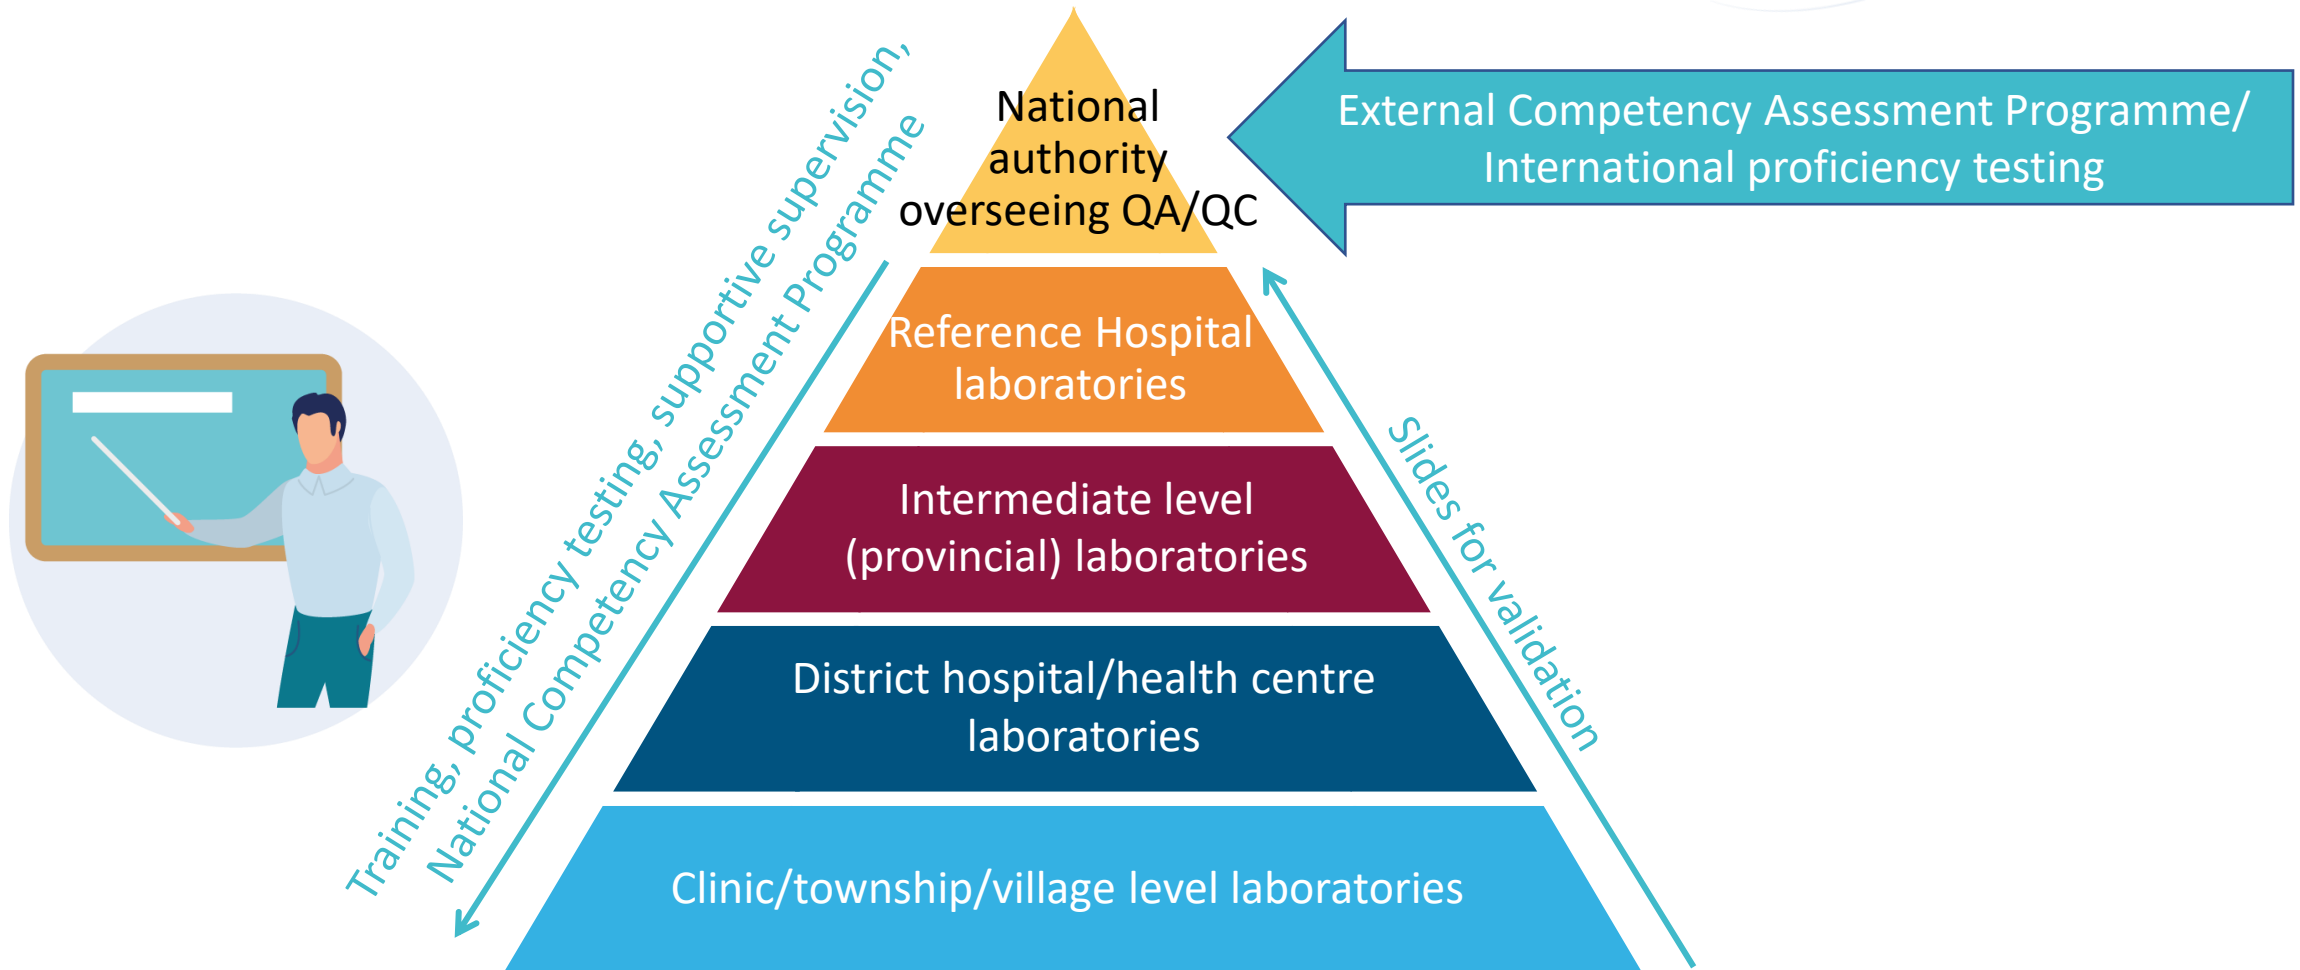 National
authority
overseeing QA/QC
External Competency Assessment Programme/
International proficiency testing
Training, proficiency testing, supportive supervision,
National Competency Assessment Programme
Reference Hospital
laboratories
Intermediate level
(provincial) laboratories
Slides for validation
District hospital/health centre
laboratories
Clinic/township/village level laboratories